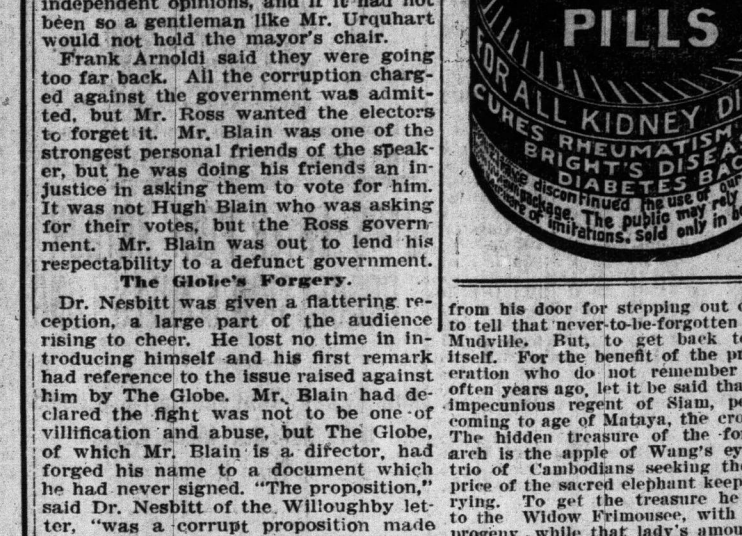 independent opinions, and if it had not
been so a gentleman like Mr. Urquhart
would not hold the mayor's chair.
Frank Arnoldi said they were going
too far back. All the corruption charg-
ed against the government was admit-
ted, but Mr. Ross wanted the electors
to forget it. Mr. Blain was one of the
strongest personal friends of the speak-
er, but he was doing his friends an in-
justice in asking them to vote for him.
It was not Hugh Blain who was asking
for their votes, but the Ross govern-
ment. Mr. Blain was out to lend his
respectability to a defunct government.
The Globe's Forgery.
Dr. Nesbitt was given a flattering re-
ception, a large part of the audience
rising to cheer. He lost no time in in-
troducing himself and his first remark
had reference to the issue raised against
him by The Globe. Mr. Blain had de-
clared the fight was not to be one of
villification and abuse, but The Globe,
of which Mr. Blain is a director, had
forged his name to a document which
he had never signed. "The proposition,"
said Dr. Nesbitt of the Willoughby let-
ter, "was a corrupt proposition made
PILLS
FOR ALL KIDNEY DI
CURES RHEUMATISM
BRIGHT'S DISEA
DIABETES BAC
discontinued the use of our
package. The public may rely
of imitations. Sold only in
from his door for stepping out
to tell that never-to-be-forgotten
Mudville. But, to get back t
itself. For the benefit of the pr
eration who do not remember
often years ago, let it be said tha
impecunious regent of Siam, p
coming to age of Mataya, the cro
The hidden treasure of the fo
arch is the apple of Wang's ey
trio of Cambodians seeking the
price of the sacred elephant keep
rying. To get the treasure he
to the Widow Frimousee, with
progeny, while that lady's amou